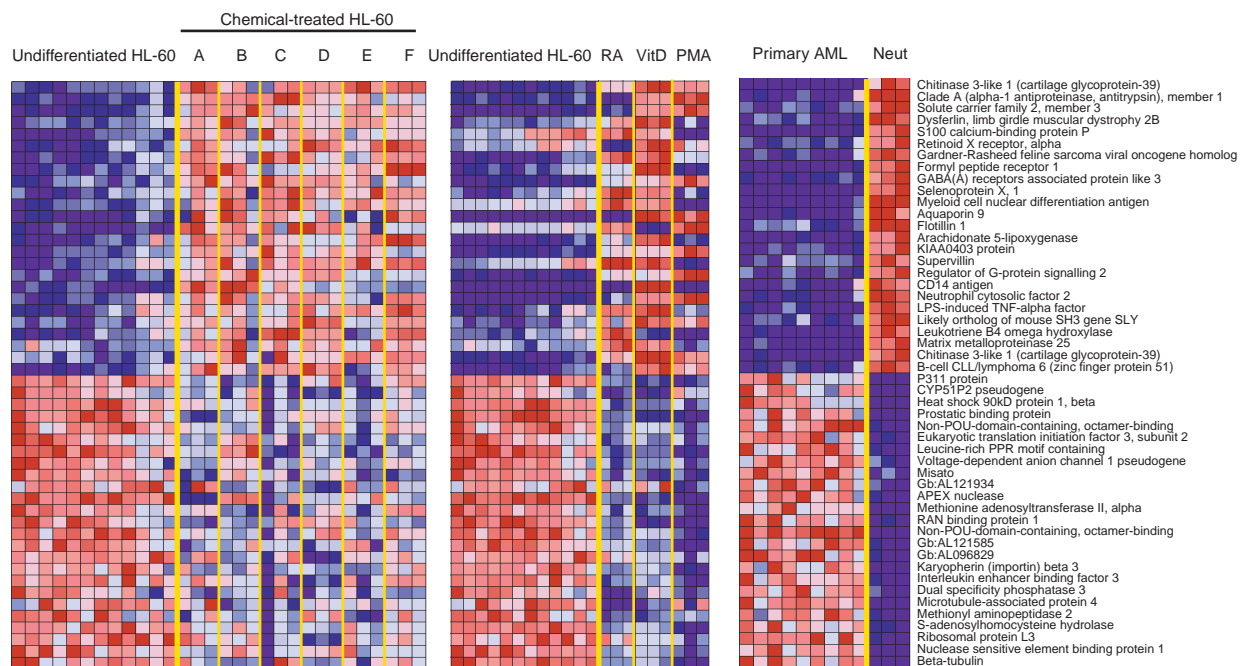 Chemical-treated HL-60
Undifferentiated HL-60 A B C D E F
Undifferentiated HL-60 RA VitD PMA
Primary AML Neut
Chitinase 3-like 1 (cartilage glycoprotein-39)
Clade A (alpha-1 antiproteinase, antitrypsin), member 1
Solute carrier family 2, member 3
Dysferlin, limb girdle muscular dystrophy 2B
S100 calcium-binding protein P
Retinoid X receptor, alpha
Gardner-Rasheed feline sarcoma viral oncogene homolog
Formyl peptide receptor 1
GABA(A) receptors associated protein like 3
Selenoprotein X, 1
Myeloid cell nuclear differentiation antigen
Aquaporin 9
Flotillin 1
Arachidonate 5-lipoxygenase
KIAA0403 protein
Supervillin
Regulator of G-protein signalling 2
CD14 antigen
Neutrophil cytosolic factor 2
LPS-induced TNF-alpha factor
Likely ortholog of mouse SH3 gene SLY
Leukotriene B4 omega hydroxylase
Matrix metalloproteinase 25
Chitinase 3-like 1 (cartilage glycoprotein-39)
B-cell CLL/lymphoma 6 (zinc finger protein 51)
P311 protein
CYP51P2 pseudogene
Heat shock 90kD protein 1, beta
Prostatic binding protein
Non-POU-domain-containing, octamer-binding
Eukaryotic translation initiation factor 3, subunit 2
Leucine-rich PPR motif containing
Voltage-dependent anion channel 1 pseudogene
Misato
Gb:AL121934
APEX nuclease
Methionine adenosyltransferase II, alpha
RAN binding protein 1
Non-POU-domain-containing, octamer-binding
Gb:AL121585
Gb:AL096829
Karyopherin (importin) beta 3
Interleukin enhancer binding factor 3
Dual specificity phosphatase 3
Microtubule-associated protein 4
Methionyl aminopeptidase 2
S-adenosylhomocysteine hydrolase
Ribosomal protein L3
Nuclease sensitive element binding protein 1
Beta-tubulin